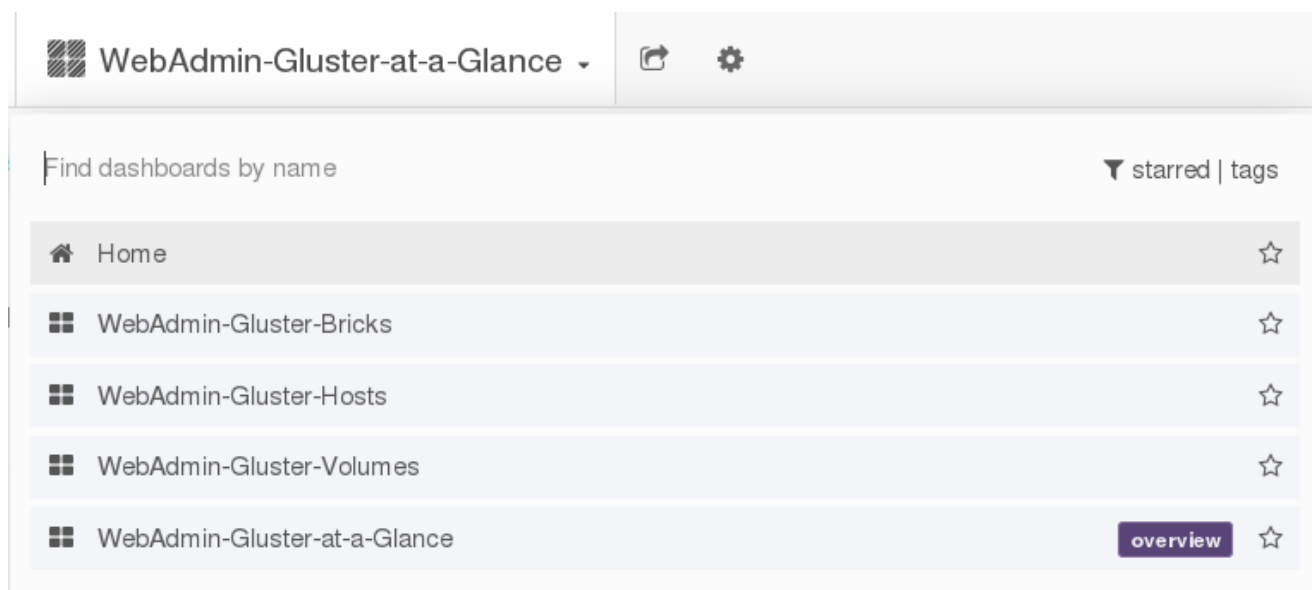 WebAdmin-Gluster-at-a-Glance
Find dashboards by name
starred | tags
Home
WebAdmin-Gluster-Bricks
WebAdmin-Gluster-Hosts
WebAdmin-Gluster-Volumes
WebAdmin-Gluster-at-a-Glance overview